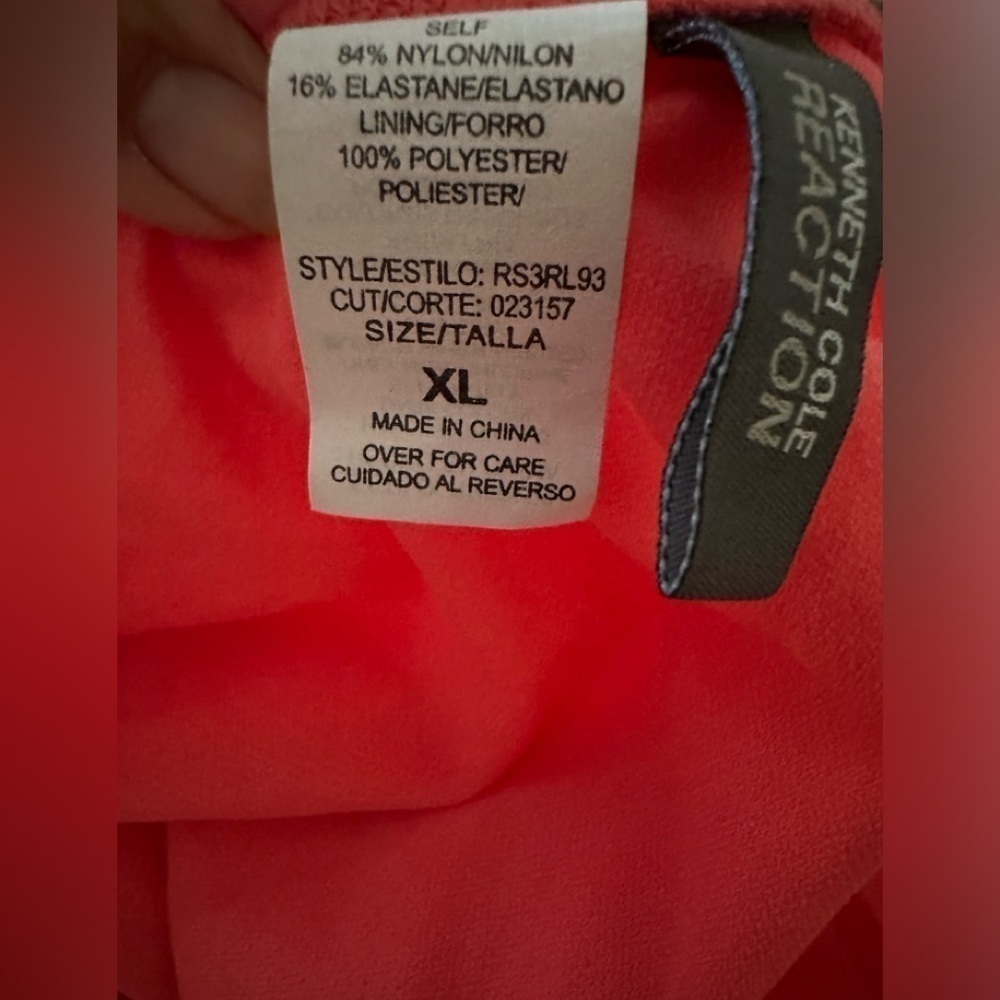 SELF
84% NYLON/NILON
16% ELASTANE/ELASTANO
LINING/FORRO
100% POLYESTER/
POLIESTER/
STYLE/ESTILO: RS3RL93
CUT/CORTE: 023157
SIZE/TALLA
XL
MADE IN CHINA
OVER FOR CARE
CUIDADO AL REVERSO
KENNETH COLE
REACTION